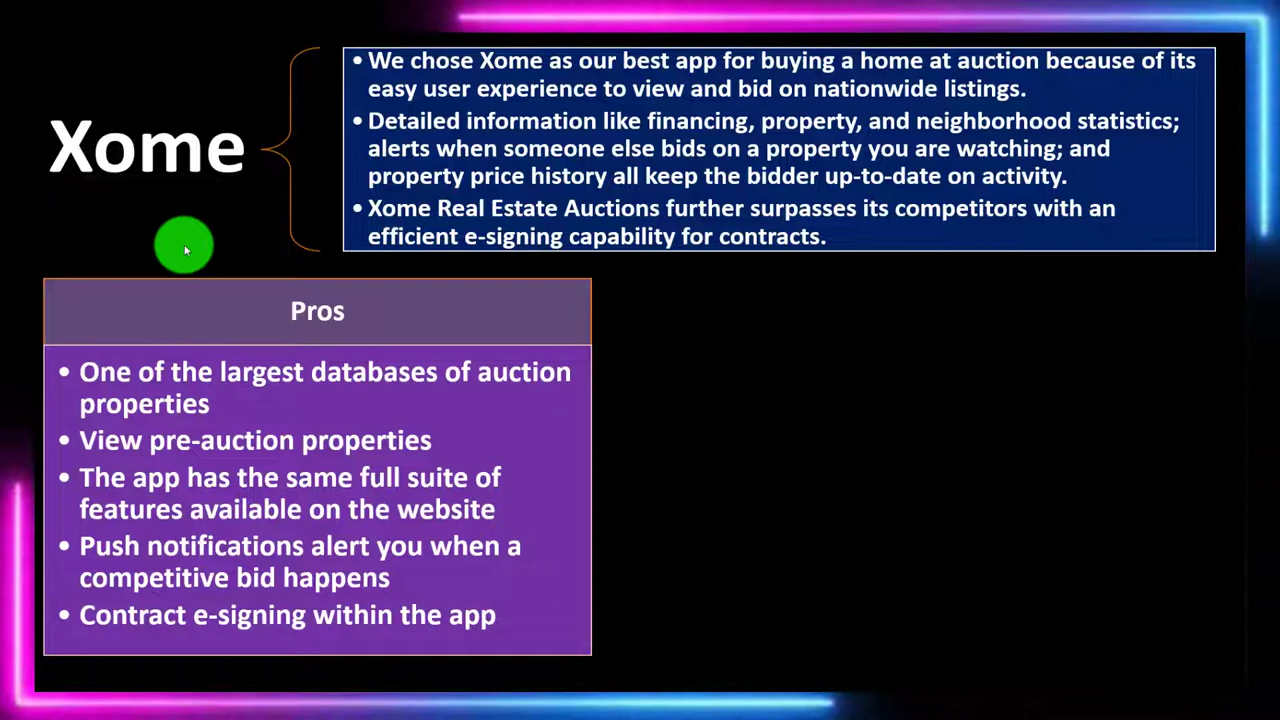 Xome
• We chose Xome as our best app for buying a home at auction because of its
easy user experience to view and bid on nationwide listings.
• Detailed information like financing, property, and neighborhood statistics;
alerts when someone else bids on a property you are watching; and
property price history all keep the bidder up-to-date on activity.
• Xome Real Estate Auctions further surpasses its competitors with an
efficient e-signing capability for contracts.
Pros
• One of the largest databases of auction
properties
• View pre-auction properties
• The app has the same full suite of
features available on the website
• Push notifications alert you when a
competitive bid happens
• Contract e-signing within the app